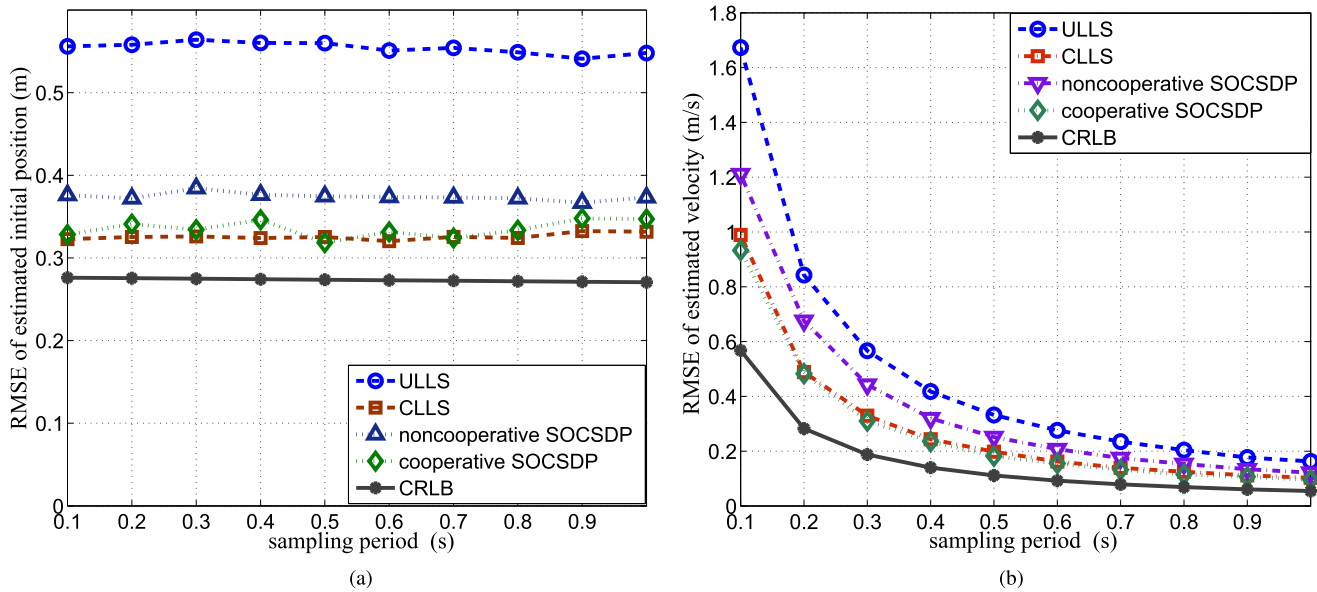 RMSE of estimated initial position (m)
0.5
0.4
0.3
0.2
0.1
0
0.1 0.2 0.3 0.4 0.5 0.6 0.7 0.8 0.9
sampling period (s)
ULLS
CLLS
noncooperative SOCSDP
cooperative SOCSDP
CRLB
(a)
RMSE of estimated velocity (m/s)
1.8
1.6
1.4
1.2
1
0.8
0.6
0.4
0.2
0
0.1 0.2 0.3 0.4 0.5 0.6 0.7 0.8 0.9
sampling period (s)
ULLS
CLLS
noncooperative SOCSDP
cooperative SOCSDP
CRLB
(b)